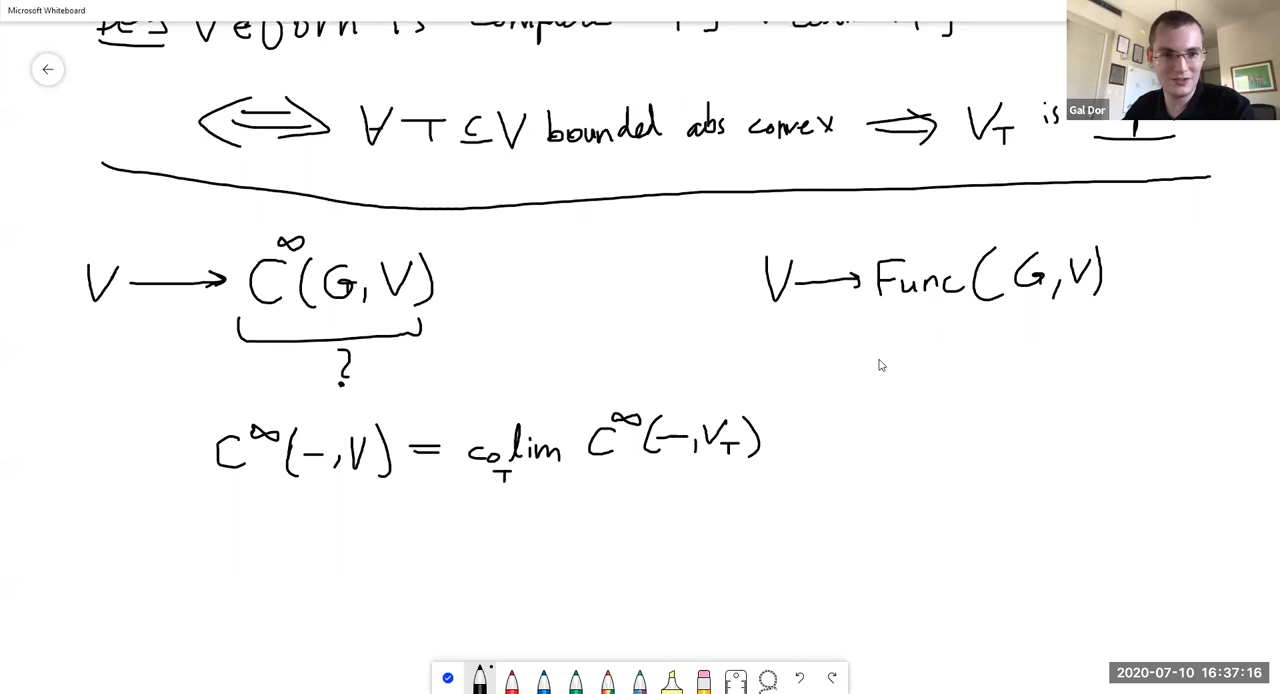 Microsoft Whiteboard
V
is
Gal Dor
⟺ ∀ T ⊆ V bounded abs convex ⟹ V_T is
V ⟶ C^∞(G, V)
V ⟶ Func(G, V)
?
C^∞(-, V) = colim_T C^∞(-, V_T)
2020-07-10 16:37:16